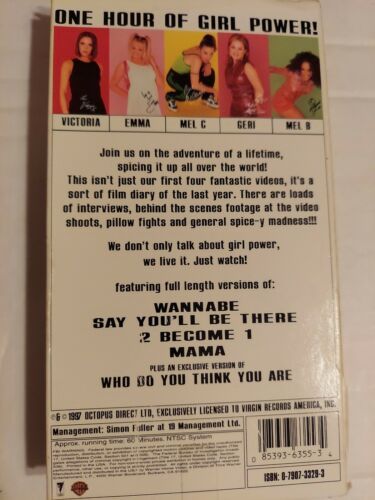 ONE HOUR OF GIRL POWER!
VICTORIA EMMA MEL C GERI MEL B
Join us on the adventure of a lifetime,
spicing it up all over the world!
This isn't just our first four fantastic videos, it's a
sort of film diary of the last year. There are loads
of interviews, behind the scenes footage at the video
shoots, pillow fights and general spice-y madness!!!
We don't only talk about girl power,
we live it. Just watch!
featuring full length versions of:
WANNABE
SAY YOU'LL BE THERE
2 BECOME 1
MAMA
PLUS AN EXCLUSIVE VERSION OF
WHO DO YOU THINK YOU ARE
℗ & © 1997 OCTOPUS DIRECT LTD, EXCLUSIVELY LICENSED TO VIRGIN RECORDS AMERICA, INC.
Management: Simon Fuller at 19 Management Ltd.
Approx. running time: 60 Minutes. NTSC System
0 85393-6355-3 4
ISBN: 0-7907-3329-3